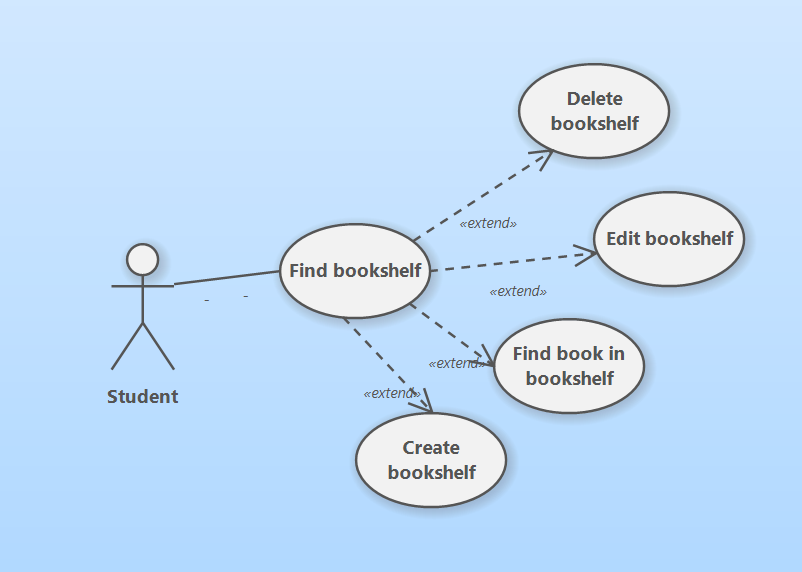 Delete
bookshelf
«extend»
Edit bookshelf
Find bookshelf
«extend»
- -
Find book in
bookshelf
«extend»
«extend»
Student
Create
bookshelf